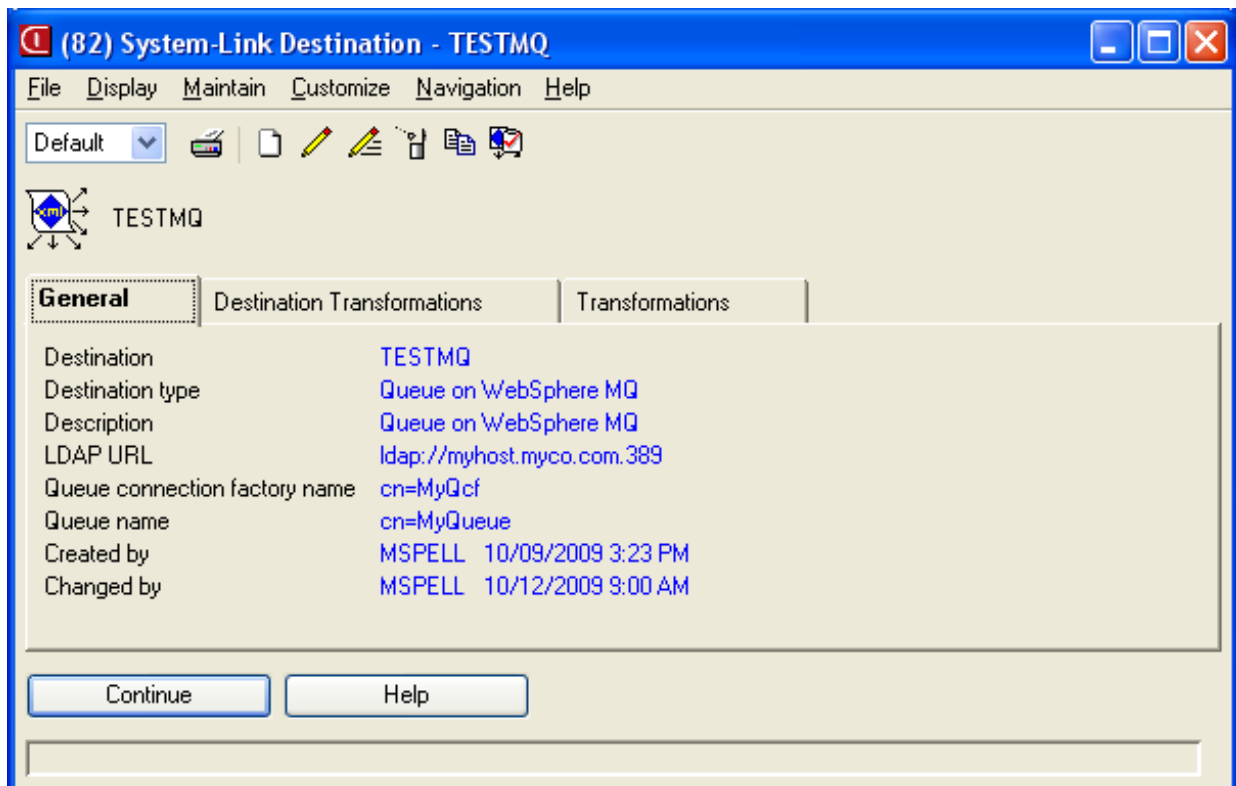 (82) System-Link Destination - TESTMQ
File Display Maintain Customize Navigation Help
Default
xml
TESTMQ
General Destination Transformations Transformations
Destination TESTMQ
Destination type Queue on WebSphere MQ
Description Queue on WebSphere MQ
LDAP URL ldap://myhost.myco.com.389
Queue connection factory name cn=MyQcf
Queue name cn=MyQueue
Created by MSPELL 10/09/2009 3:23 PM
Changed by MSPELL 10/12/2009 9:00 AM
Continue Help